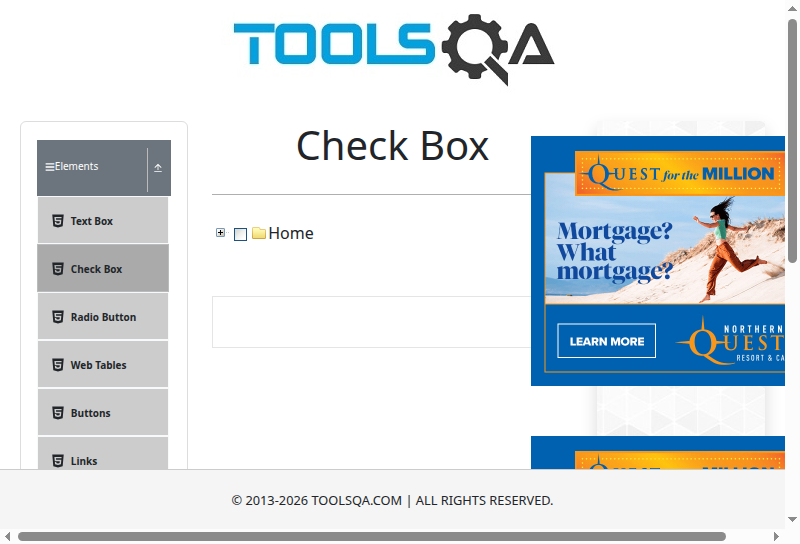 TOOLSQA
Elements
Text Box
Check Box
Radio Button
Web Tables
Buttons
Links
Check Box
Home
QUEST for the MILLION
Mortgage?
What
mortgage?
LEARN MORE
NORTHERN
QUEST
RESORT & CA
© 2013-2026 TOOLSQA.COM | ALL RIGHTS RESERVED.